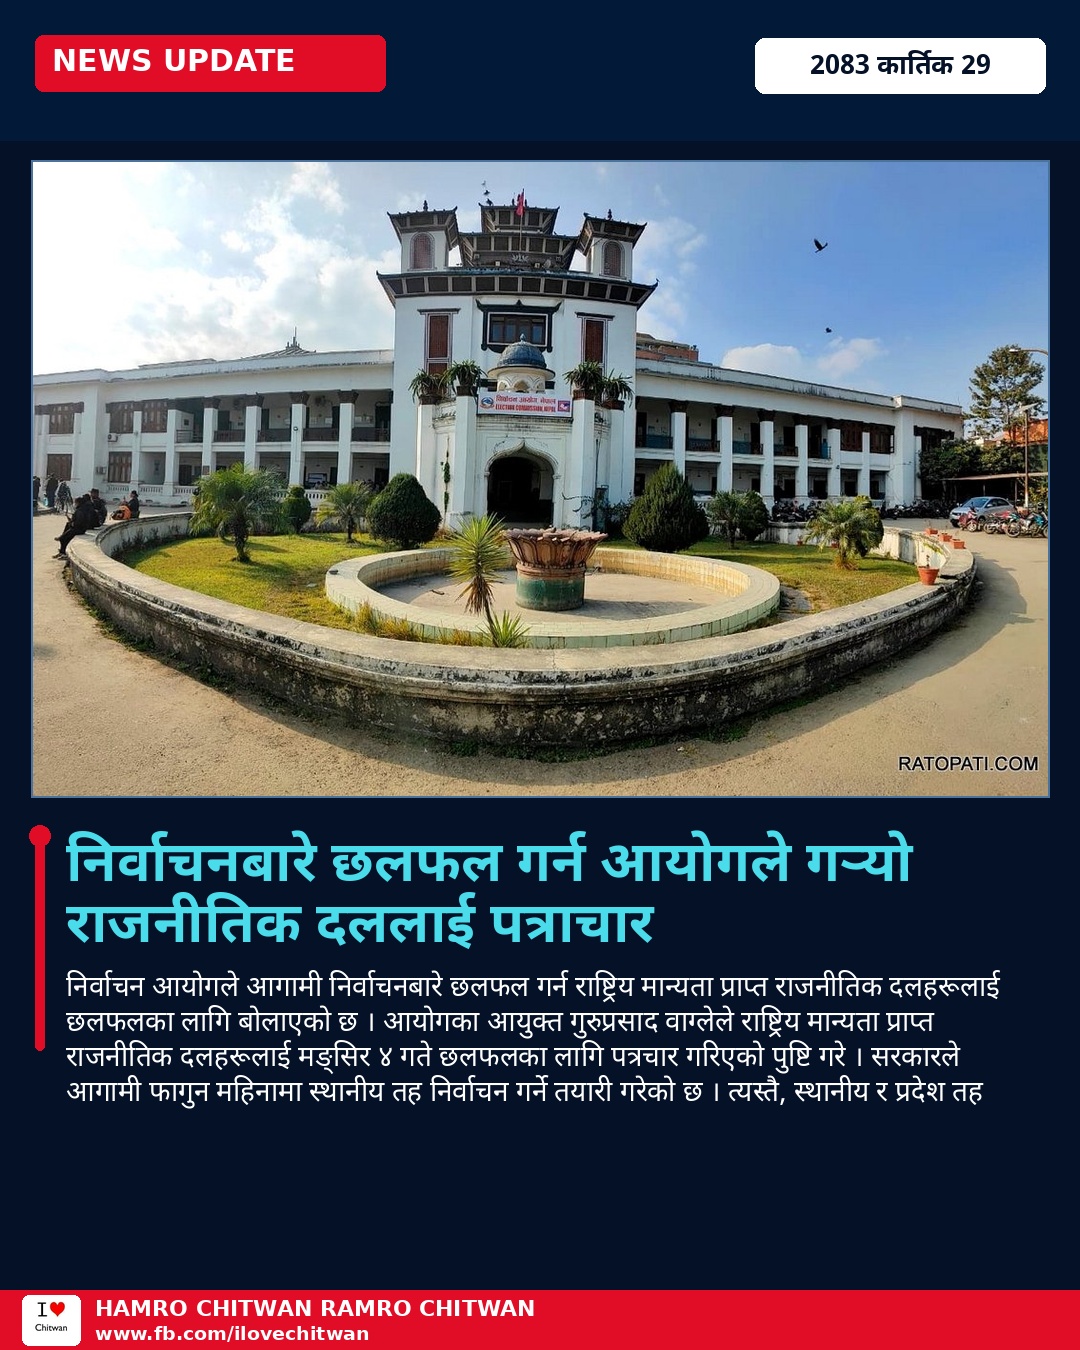 NEWS UPDATE
2083 कार्तिक 29
निर्वाचन आयोग नेपाल
ELECTION COMMISSION, NEPAL
RATOPATI.COM
निर्वाचनबारे छलफल गर्न आयोगले गर्‍यो
राजनीतिक दललाई पत्राचार
निर्वाचन आयोगले आगामी निर्वाचनबारे छलफल गर्न राष्ट्रिय मान्यता प्राप्त राजनीतिक दलहरूलाई
छलफलका लागि बोलाएको छ । आयोगका आयुक्त गुरुप्रसाद वाग्लेले राष्ट्रिय मान्यता प्राप्त
राजनीतिक दलहरूलाई मङ्सिर ४ गते छलफलका लागि पत्रचार गरिएको पुष्टि गरे । सरकारले
आगामी फागुन महिनामा स्थानीय तह निर्वाचन गर्ने तयारी गरेको छ । त्यस्तै, स्थानीय र प्रदेश तह
I
Chitwan
HAMRO CHITWAN RAMRO CHITWAN
www.fb.com/ilovechitwan